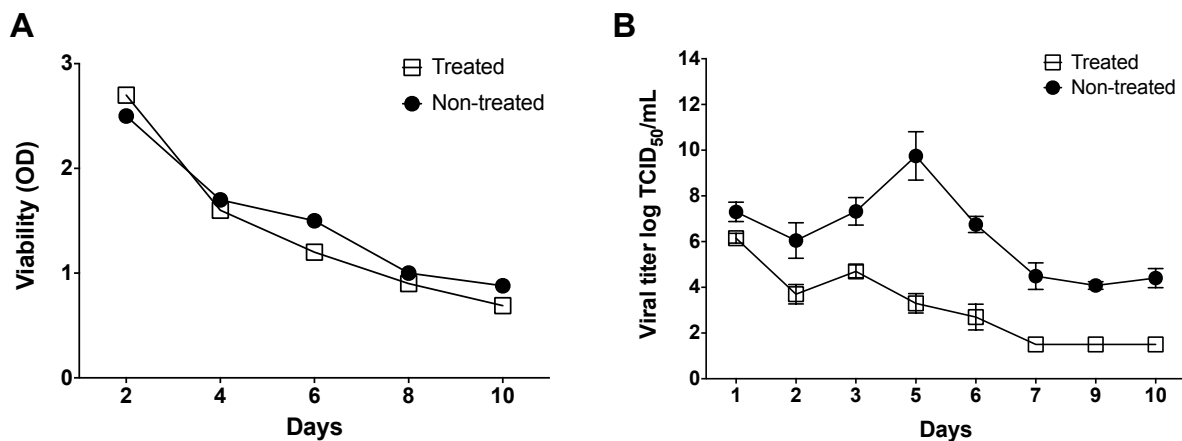 A
Treated
Non-treated
3
2
1
0
Viability (OD)
2 4 6 8 10
Days
B
Treated
Non-treated
14
12
10
8
6
4
2
0
Viral titer log TCID50/mL
1 2 3 5 6 7 9 10
Days